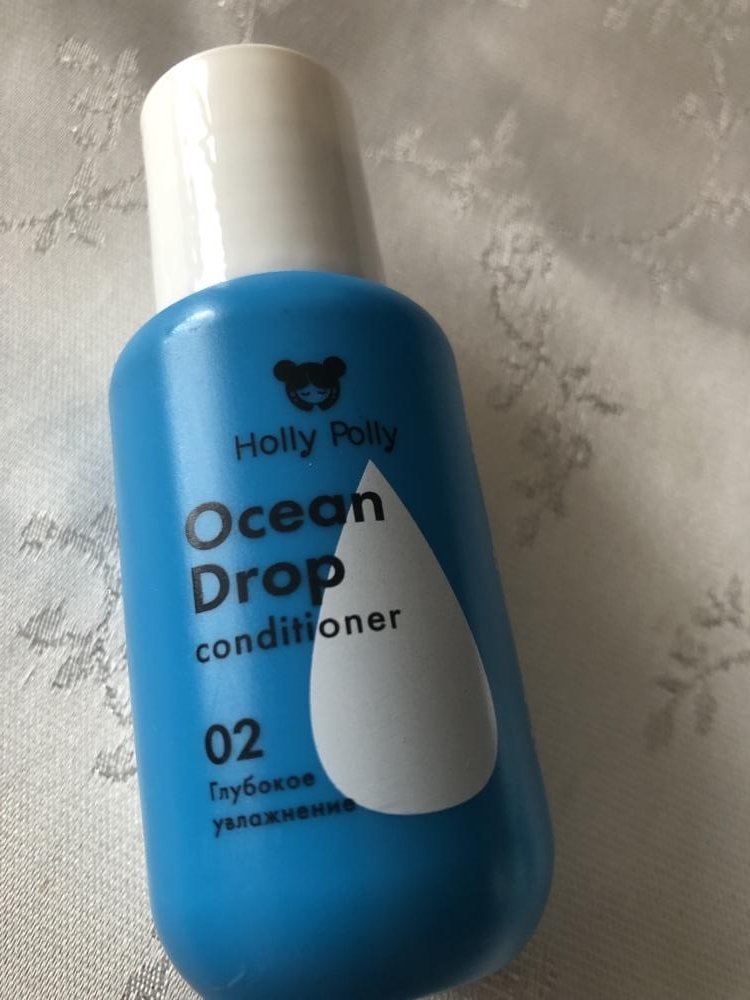 Holly Polly
Ocean
Drop
conditioner
02
Глубокое
увлажнение